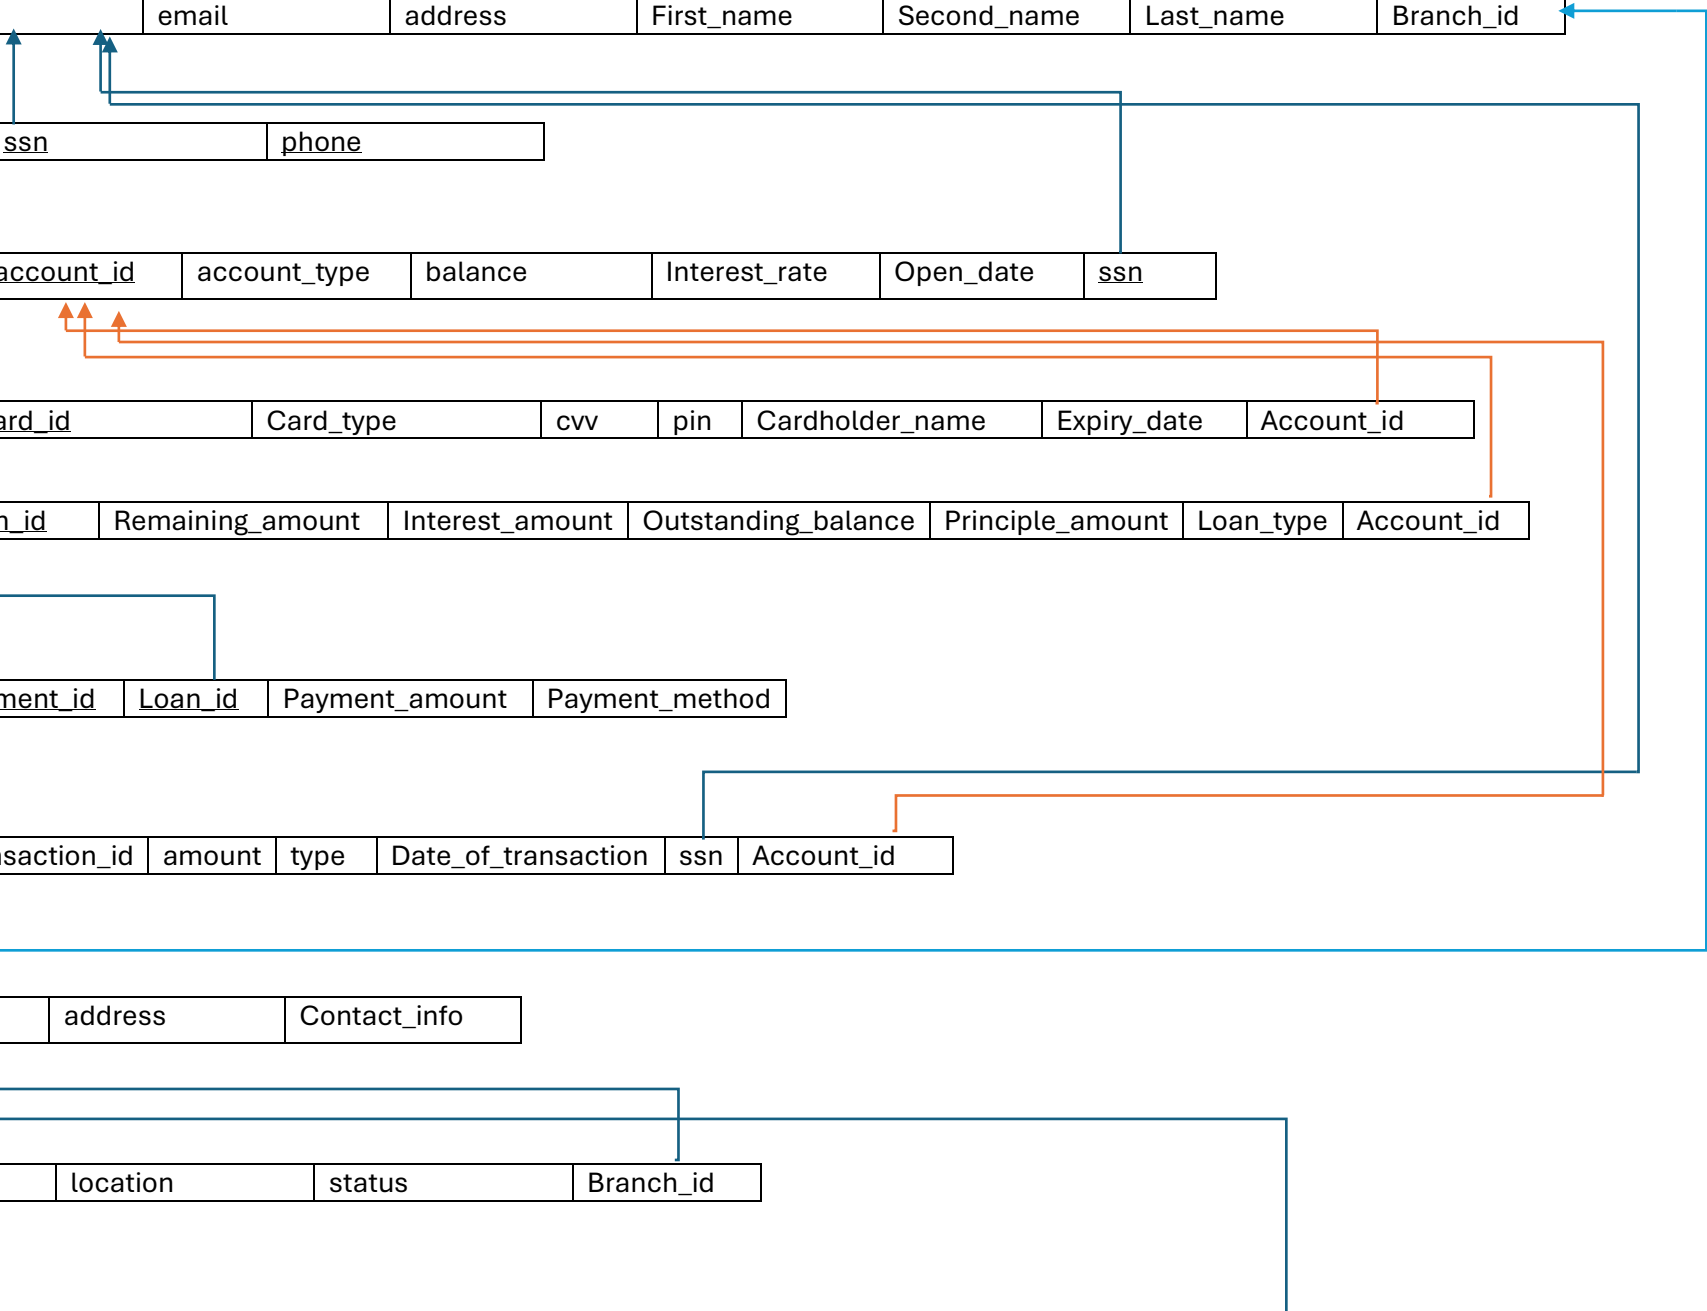 email address First_name Second_name Last_name Branch_id
ssn phone
account_id account_type balance Interest_rate Open_date ssn
ard_id Card_type cvv pin Cardholder_name Expiry_date Account_id
n_id Remaining_amount Interest_amount Outstanding_balance Principle_amount Loan_type Account_id
ment_id Loan_id Payment_amount Payment_method
saction_id amount type Date_of_transaction ssn Account_id
address Contact_info
location status Branch_id